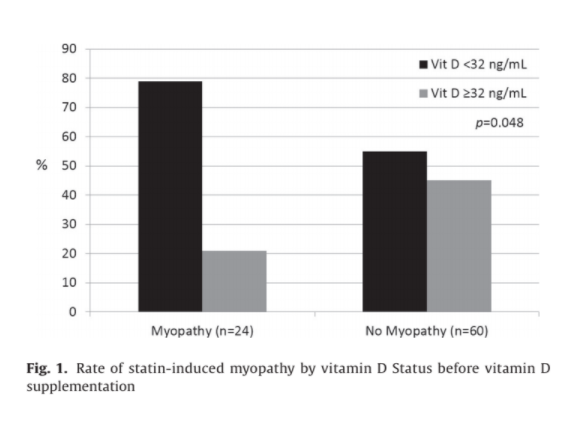 90
80
70
60
% 50
40
30
20
10
0
Vit D <32 ng/mL
Vit D ≥32 ng/mL
p=0.048
Myopathy (n=24) No Myopathy (n=60)
Fig. 1. Rate of statin-induced myopathy by vitamin D Status before vitamin D
supplementation